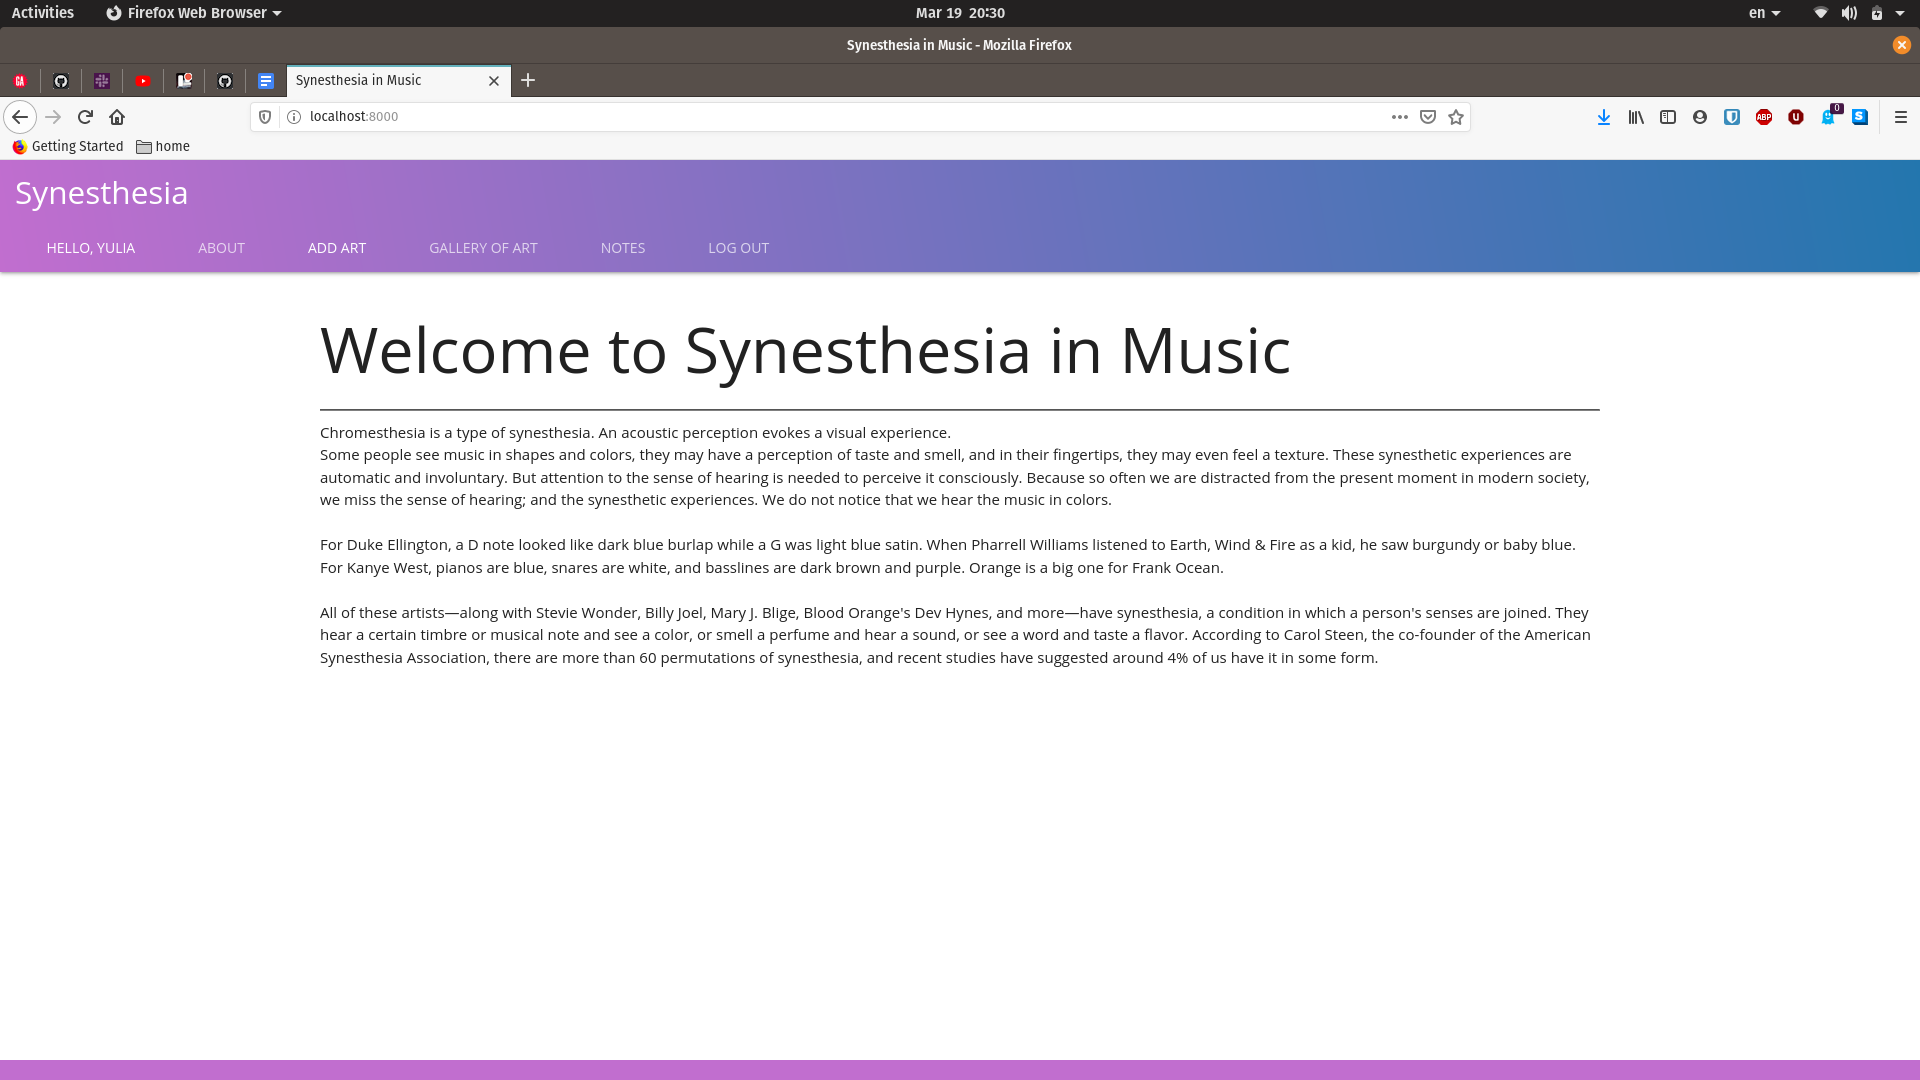 Activities
Firefox Web Browser
Mar 19 20:30
en
Synesthesia in Music - Mozilla Firefox
GA
Synesthesia in Music
localhost:8000
ABP
0
S
Getting Started
home
Synesthesia
HELLO, YULIA
ABOUT
ADD ART
GALLERY OF ART
NOTES
LOG OUT
Welcome to Synesthesia in Music
Chromesthesia is a type of synesthesia. An acoustic perception evokes a visual experience.
Some people see music in shapes and colors, they may have a perception of taste and smell, and in their fingertips, they may even feel a texture. These synesthetic experiences are
automatic and involuntary. But attention to the sense of hearing is needed to perceive it consciously. Because so often we are distracted from the present moment in modern society,
we miss the sense of hearing; and the synesthetic experiences. We do not notice that we hear the music in colors.
For Duke Ellington, a D note looked like dark blue burlap while a G was light blue satin. When Pharrell Williams listened to Earth, Wind & Fire as a kid, he saw burgundy or baby blue.
For Kanye West, pianos are blue, snares are white, and basslines are dark brown and purple. Orange is a big one for Frank Ocean.
All of these artists—along with Stevie Wonder, Billy Joel, Mary J. Blige, Blood Orange's Dev Hynes, and more—have synesthesia, a condition in which a person's senses are joined. They
hear a certain timbre or musical note and see a color, or smell a perfume and hear a sound, or see a word and taste a flavor. According to Carol Steen, the co-founder of the American
Synesthesia Association, there are more than 60 permutations of synesthesia, and recent studies have suggested around 4% of us have it in some form.